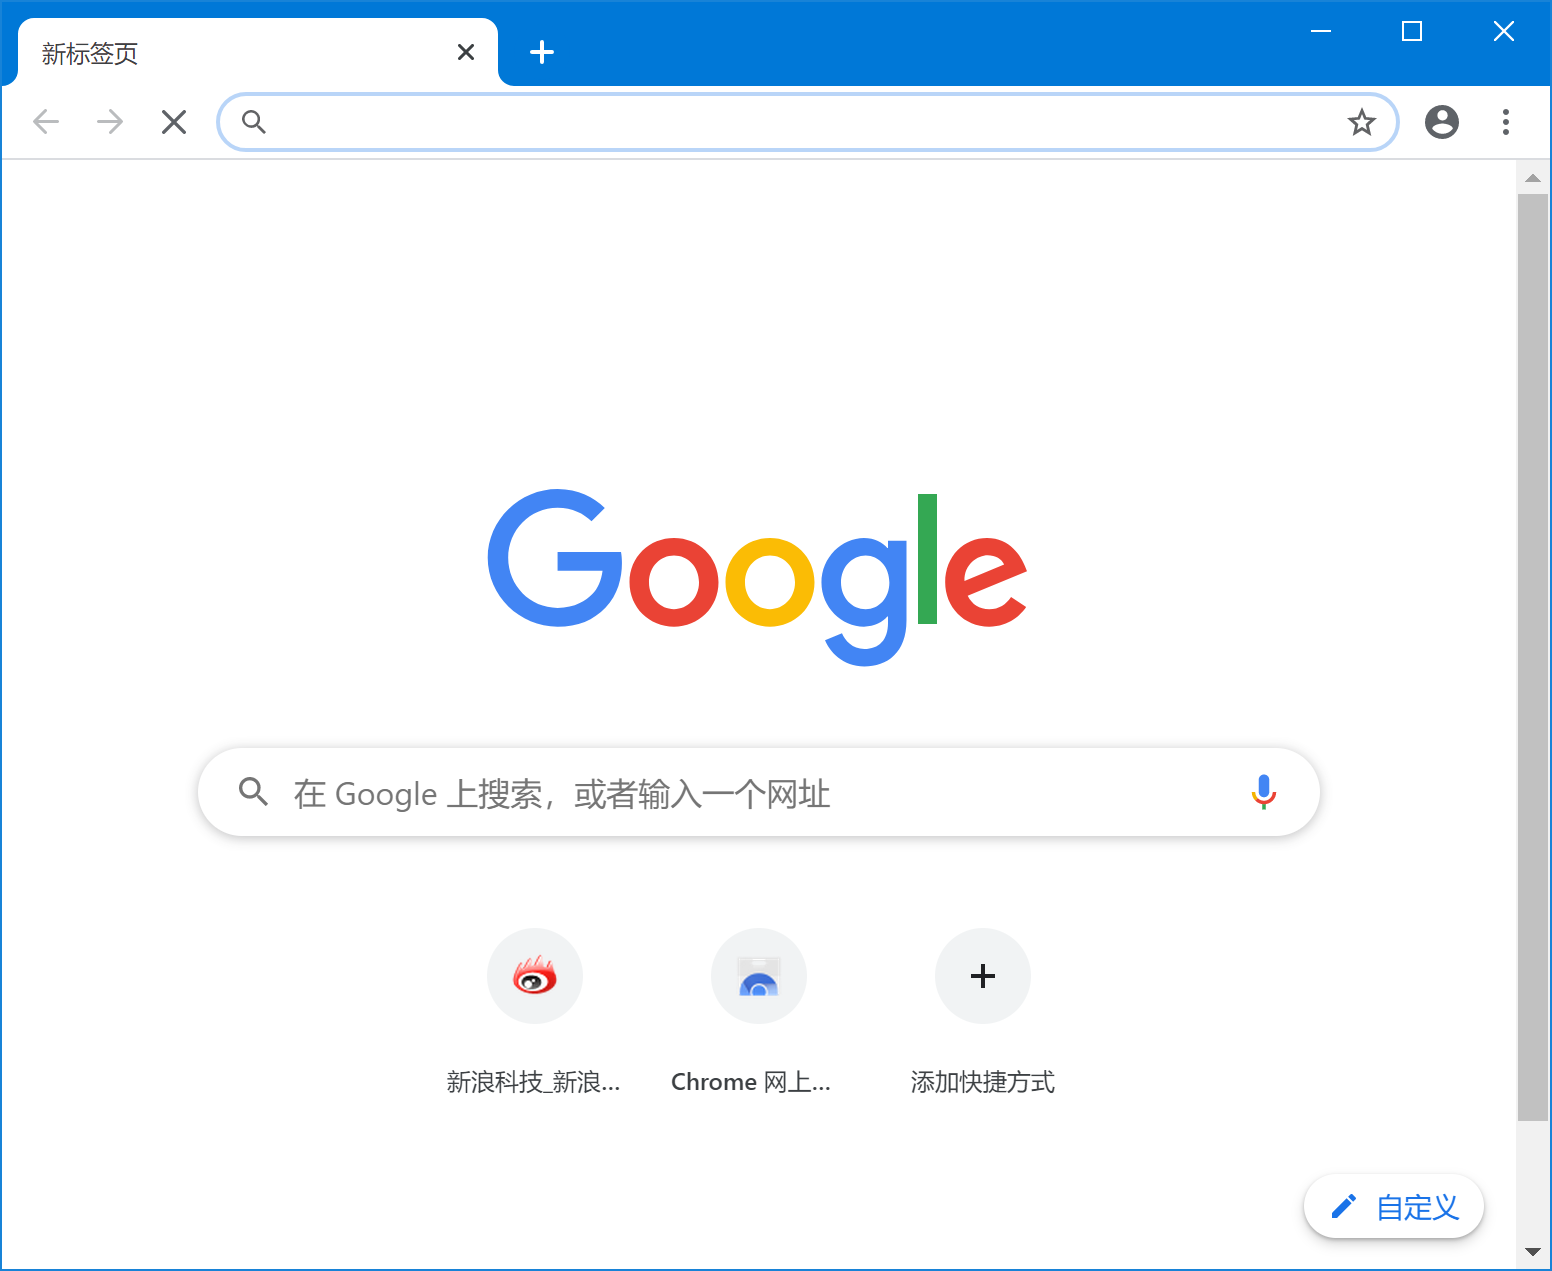 新标签页
Google
在 Google 上搜索，或者输入一个网址
新浪科技_新浪...
Chrome 网上...
添加快捷方式
自定义